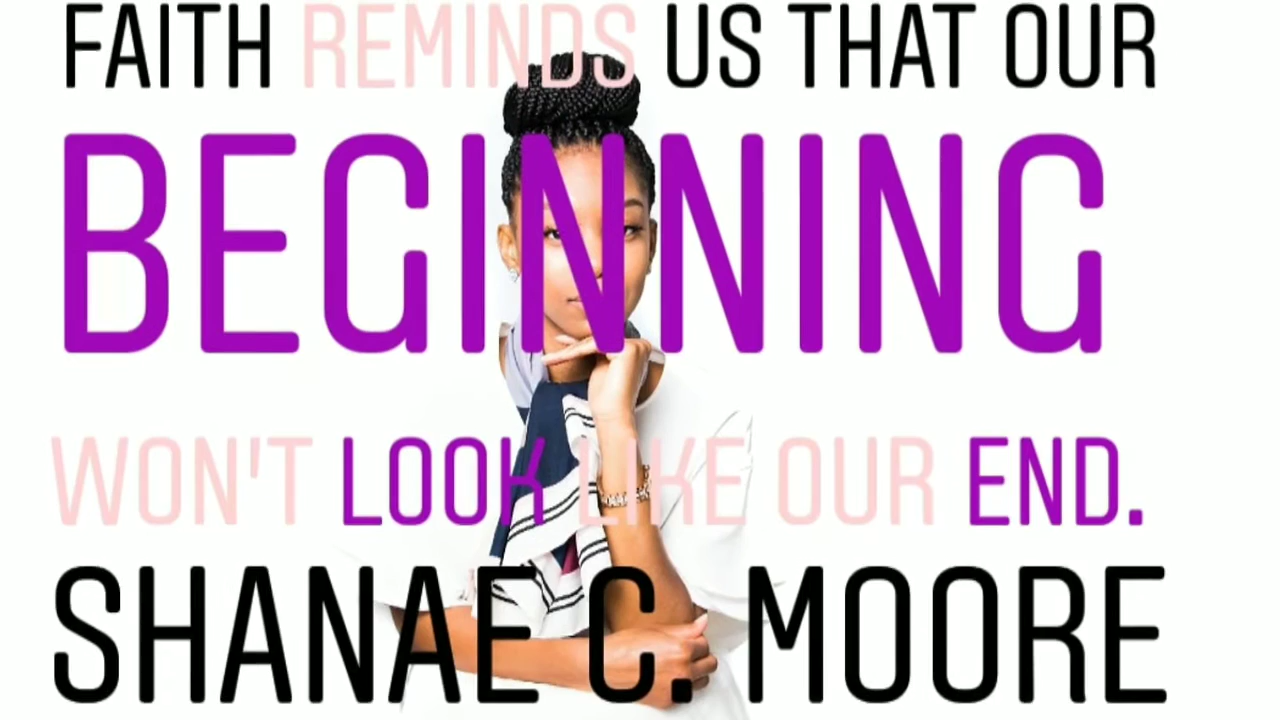 FAITH REMINDS US THAT OUR
BEGINNING
WON'T LOOK LIKE OUR END.
SHANAE C. MOORE